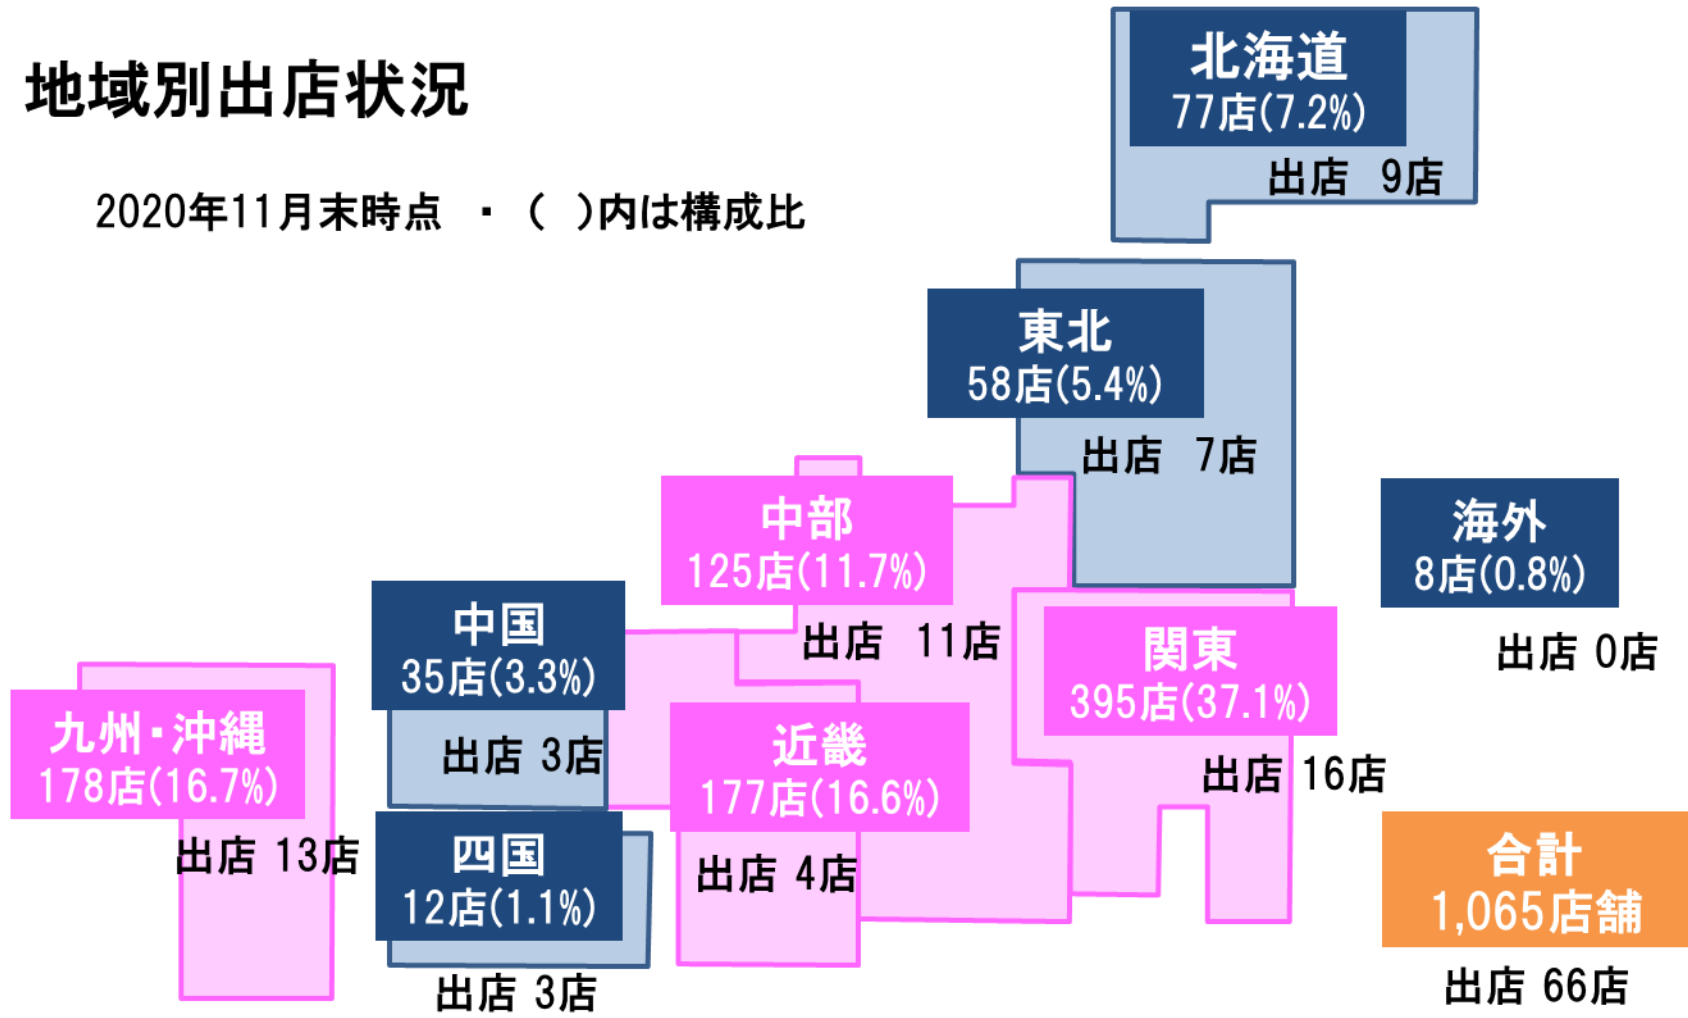 地域別出店状況
2020年11月末時点 ・ ( )内は構成比
北海道
77店(7.2%)
出店 9店
東北
58店(5.4%)
出店 7店
中部
125店(11.7%)
出店 11店
海外
8店(0.8%)
出店 0店
中国
35店(3.3%)
出店 3店
関東
395店(37.1%)
出店 16店
九州・沖縄
178店(16.7%)
出店 13店
近畿
177店(16.6%)
出店 4店
四国
12店(1.1%)
出店 3店
合計
1,065店舗
出店 66店